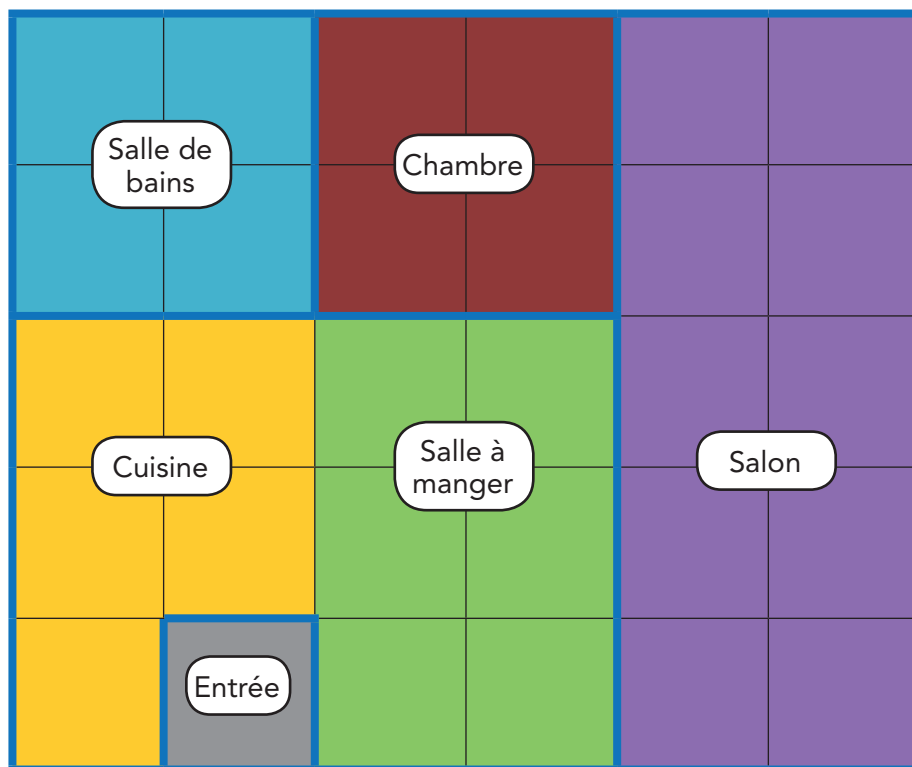 Salle de
bains
Chambre
Cuisine
Salle à
manger
Salon
Entrée